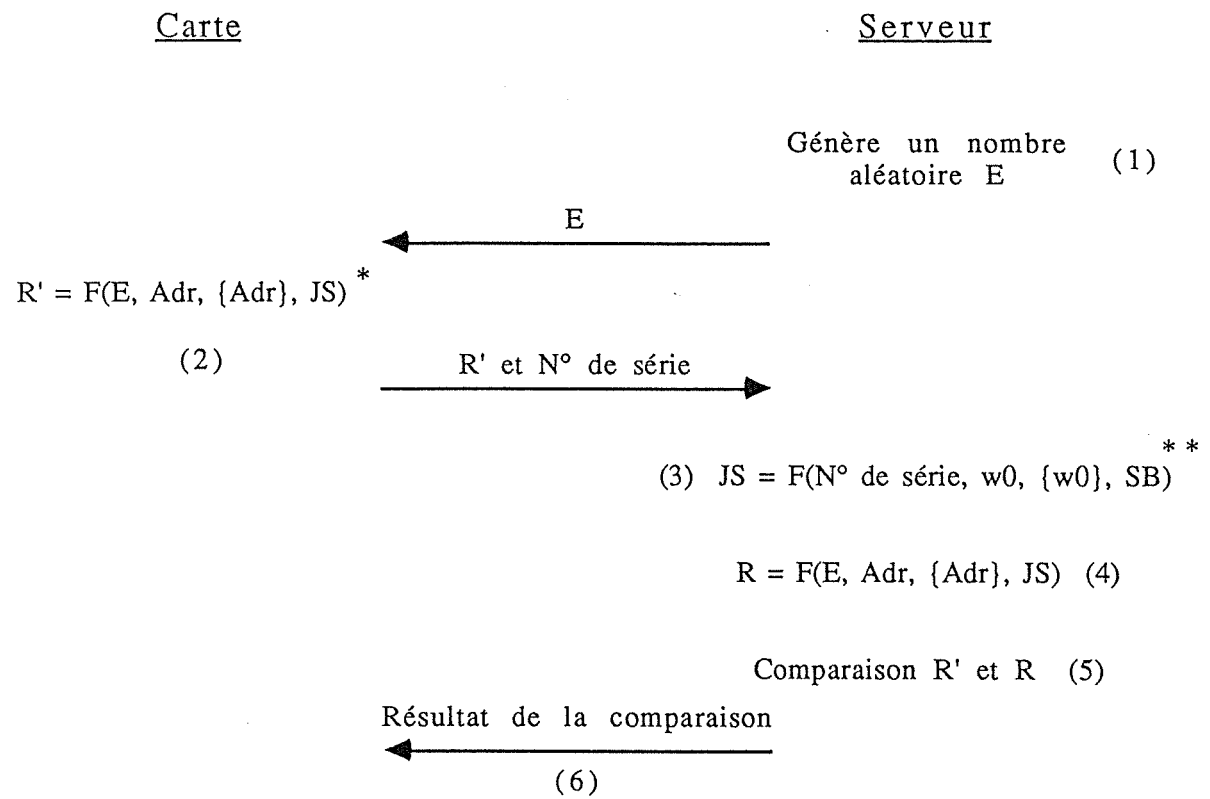 Carte
Serveur
Génère un nombre
aléatoire E
(1)
E
R' = F(E, Adr, {Adr}, JS) *
(2)
R' et N° de série
(3) JS = F(N° de série, w0, {w0}, SB) * *
R = F(E, Adr, {Adr}, JS) (4)
Comparaison R' et R (5)
Résultat de la comparaison
(6)